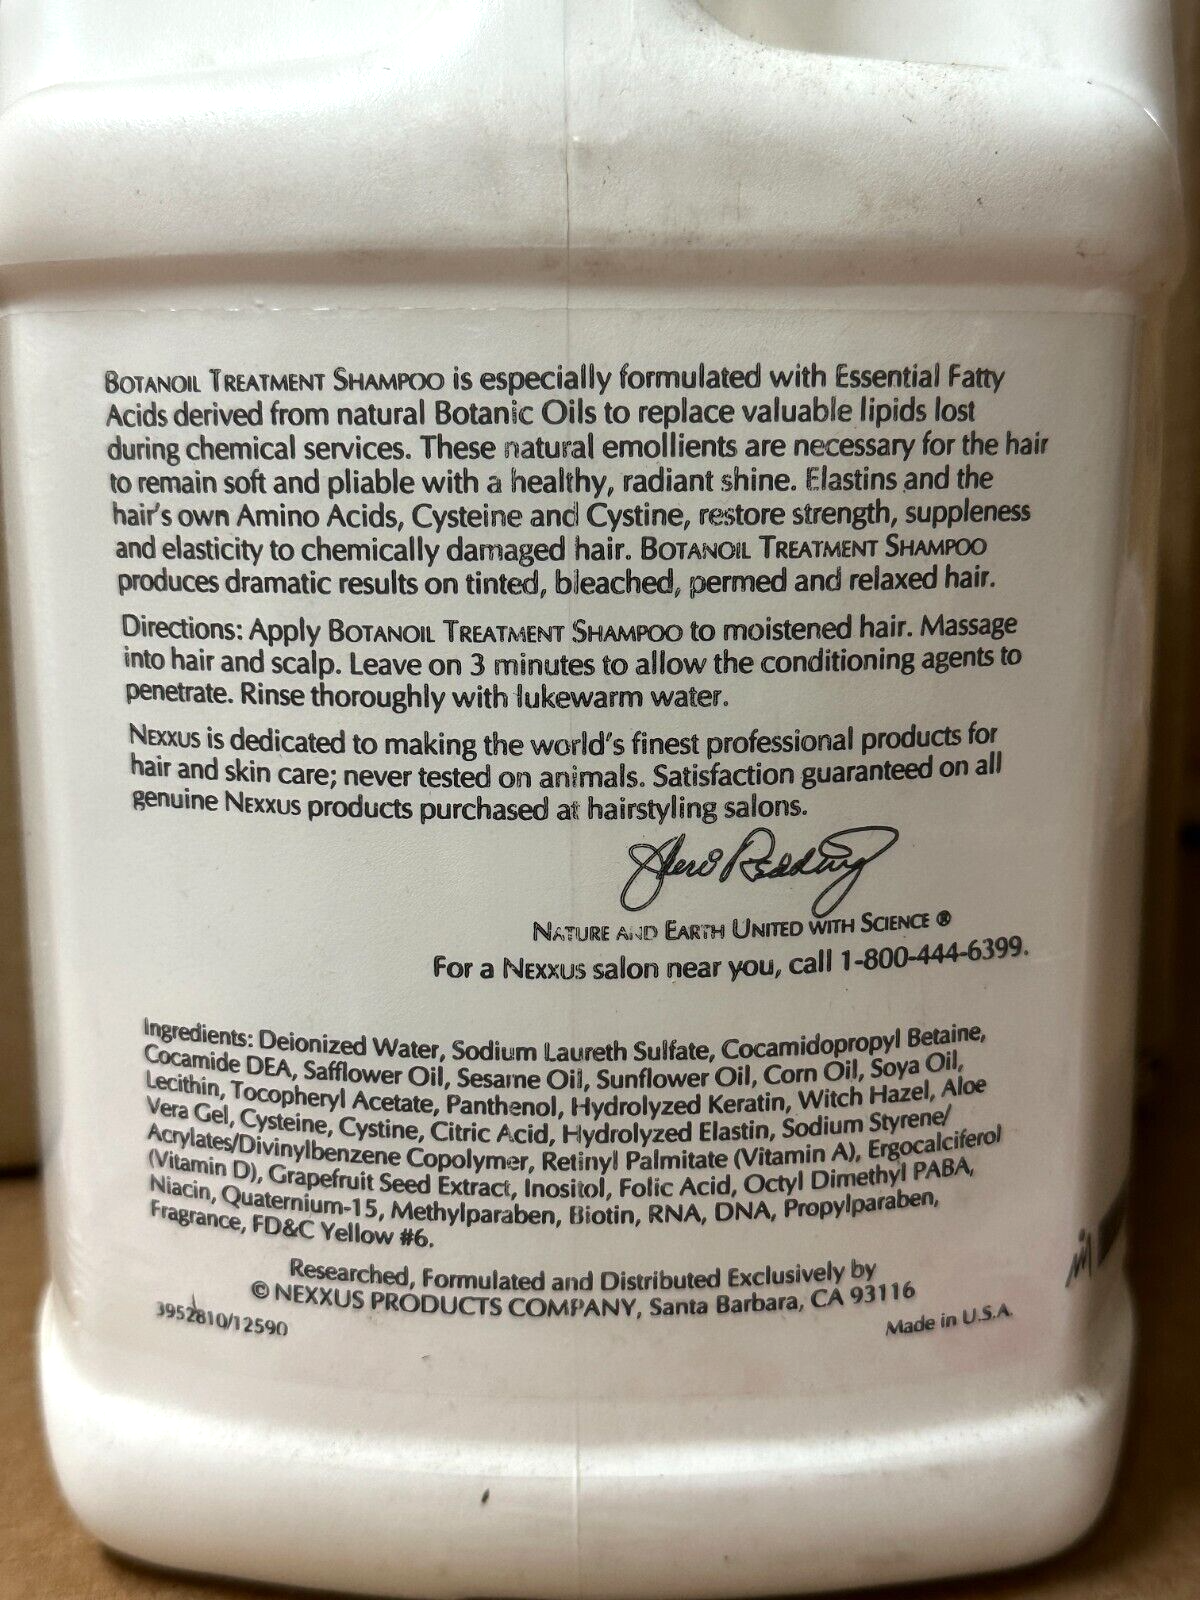 BOTANOIL TREATMENT SHAMPOO is especially formulated with Essential Fatty
Acids derived from natural Botanic Oils to replace valuable lipids lost
during chemical services. These natural emollients are necessary for the hair
to remain soft and pliable with a healthy, radiant shine. Elastins and the
hair's own Amino Acids, Cysteine and Cystine, restore strength, suppleness
and elasticity to chemically damaged hair. BOTANOIL TREATMENT SHAMPOO
produces dramatic results on tinted, bleached, permed and relaxed hair.
Directions: Apply BOTANOIL TREATMENT SHAMPOO to moistened hair. Massage
into hair and scalp. Leave on 3 minutes to allow the conditioning agents to
penetrate. Rinse thoroughly with lukewarm water.
NEXXUS is dedicated to making the world's finest professional products for
hair and skin care; never tested on animals. Satisfaction guaranteed on all
genuine NEXXUS products purchased at hairstyling salons.
Jheri Redding
NATURE AND EARTH UNITED WITH SCIENCE ®
For a NEXXUS salon near you, call 1-800-444-6399.
Ingredients: Deionized Water, Sodium Laureth Sulfate, Cocamidopropyl Betaine,
Cocamide DEA, Safflower Oil, Sesame Oil, Sunflower Oil, Corn Oil, Soya Oil,
Lecithin, Tocopheryl Acetate, Panthenol, Hydrolyzed Keratin, Witch Hazel, Aloe
Vera Gel, Cysteine, Cystine, Citric Acid, Hydrolyzed Elastin, Sodium Styrene/
Acrylates/Divinylbenzene Copolymer, Retinyl Palmitate (Vitamin A), Ergocalciferol
(Vitamin D), Grapefruit Seed Extract, Inositol, Folic Acid, Octyl Dimethyl PABA,
Niacin, Quaternium-15, Methylparaben, Biotin, RNA, DNA, Propylparaben,
Fragrance, FD&C Yellow #6.
Researched, Formulated and Distributed Exclusively by
© NEXXUS PRODUCTS COMPANY, Santa Barbara, CA 93116
3952810/12590
Made in U.S.A.